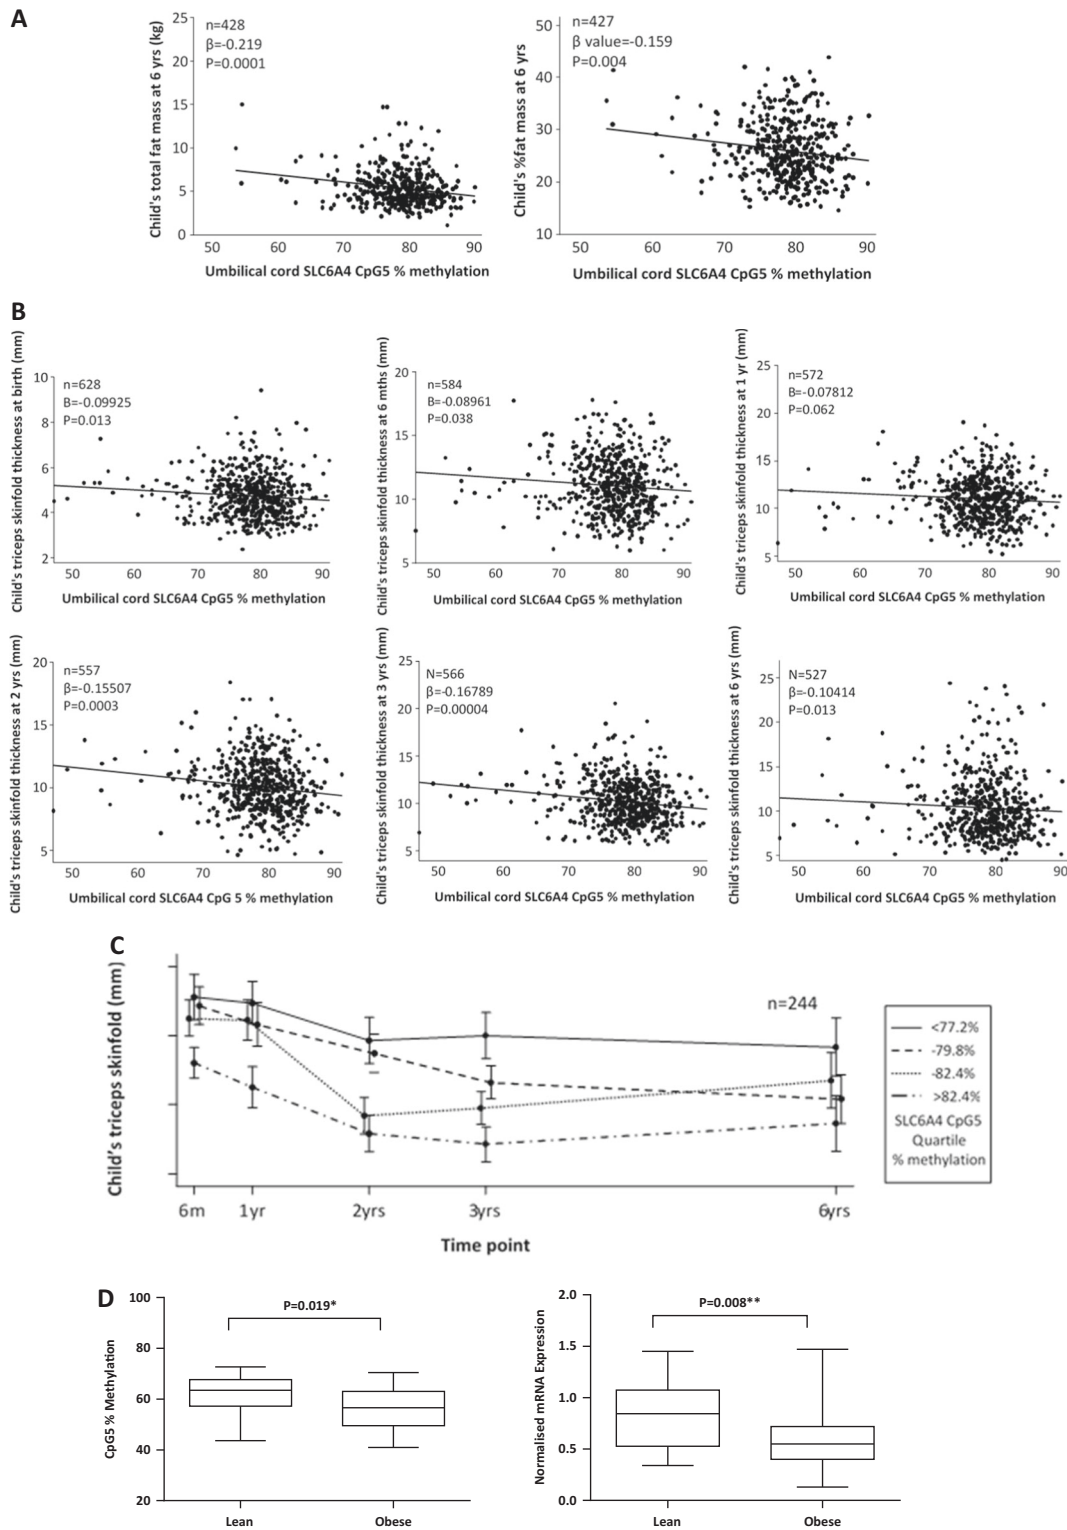 A
Child's total fat mass at 6 yrs (kg)
25
20
15
10
5
0
n=428
β=-0.219
P=0.0001
50 60 70 80 90
Umbilical cord SLC6A4 CpG5 % methylation
Child's %fat mass at 6 yrs
50
40
30
20
10
n=427
β value=-0.159
P=0.004
50 60 70 80 90
Umbilical cord SLC6A4 CpG5 % methylation
B
Child's triceps skinfold thickness at birth (mm)
10
8
6
4
2
n=628
B=-0.09925
P=0.013
50 60 70 80 90
Umbilical cord SLC6A4 CpG5 % methylation
Child's triceps skinfold thickness at 6 mths (mm)
20
15
10
5
n=584
B=-0.08961
P=0.038
50 60 70 80 90
Umbilical cord SLC6A4 CpG5 % methylation
Child's triceps skinfold thickness at 1 yr (mm)
25
20
15
10
5
n=572
B=-0.07812
P=0.062
50 60 70 80 90
Umbilical cord SLC6A4 CpG5 % methylation
Child's triceps skinfold thickness at 2 yrs (mm)
20
15
10
5
n=557
β=-0.15507
P=0.0003
50 60 70 80 90
Umbilical cord SLC6A4 CpG 5 % methylation
Child's triceps skinfold thickness at 3 yrs (mm)
25
20
15
10
5
N=566
β=-0.16789
P=0.00004
50 60 70 80 90
Umbilical cord SLC6A4 CpG5 % methylation
Child's triceps skinfold thickness at 6 yrs (mm)
25
20
15
10
5
N=527
β=-0.10414
P=0.013
50 60 70 80 90
Umbilical cord SLC6A4 CpG5 % methylation
C
Child's triceps skinfold (mm)
n=244
6m 1yr 2yrs 3yrs 6yrs
Time point
<77.2%
-79.8%
-82.4%
>82.4%
SLC6A4 CpG5
Quartile
% methylation
D
CpG5 % Methylation
100
80
60
40
20
P=0.019*
Lean Obese
Normalised mRNA Expression
2.0
1.5
1.0
0.5
0.0
P=0.008**
Lean Obese